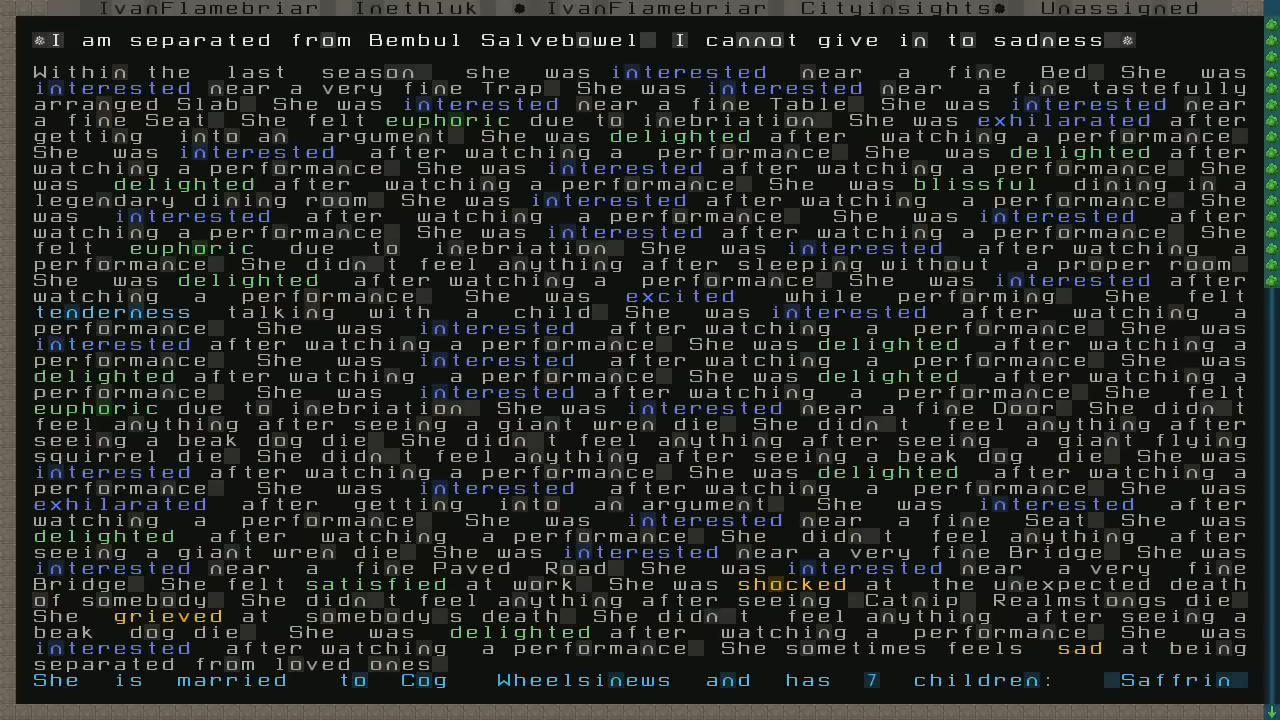 IvanFlamebriar Inethluk IvanFlamebriar Cityinsights Unassigned
I am separated from Bembul Salvebowel I cannot give in to sadness
Within the last season she was interested near a fine Bed She was
interested near a very fine Trap She was interested near a fine tastefully
arranged Slab She was interested near a fine Table She was interested near
a fine Seat She felt euphoric due to inebriation She was exhilarated after
getting into an argument She was delighted after watching a performance
She was interested after watching a performance She was delighted after
watching a performance She was interested after watching a performance She
was delighted after watching a performance She was blissful dining in a
legendary dining room She was interested after watching a performance She
was interested after watching a performance She was interested after
watching a performance She was interested after watching a performance She
felt euphoric due to inebriation She was interested after watching a
performance She didn t feel anything after sleeping without a proper room
She was delighted after watching a performance She was interested after
watching a performance She was excited while performing She felt
tenderness talking with a child She was interested after watching a
performance She was interested after watching a performance She was
interested after watching a performance She was delighted after watching a
performance She was interested after watching a performance She was
delighted after watching a performance She was delighted after watching a
performance She was interested after watching a performance She felt
euphoric due to inebriation She was interested near a fine Door She didn t
feel anything after seeing a giant wren die She didn t feel anything after
seeing a beak dog die She didn t feel anything after seeing a giant flying
squirrel die She didn t feel anything after seeing a beak dog die She was
interested after watching a performance She was delighted after watching a
performance She was interested after watching a performance She was
exhilarated after getting into an argument She was interested after
watching a performance She was interested near a fine Seat She was
delighted after watching a performance She didn t feel anything after
seeing a giant wren die She was interested near a very fine Bridge She was
interested near a fine Paved Road She was interested near a very fine
Bridge She felt satisfied at work She was shocked at the unexpected death
of somebody She didn t feel anything after seeing Catnip Realmstongs die
She grieved at somebody s death She didn t feel anything after seeing a
beak dog die She was delighted after watching a performance She was
interested after watching a performance She sometimes feels sad at being
separated from loved ones
She is married to Cog Wheelsinews and has 7 children: Saffrin